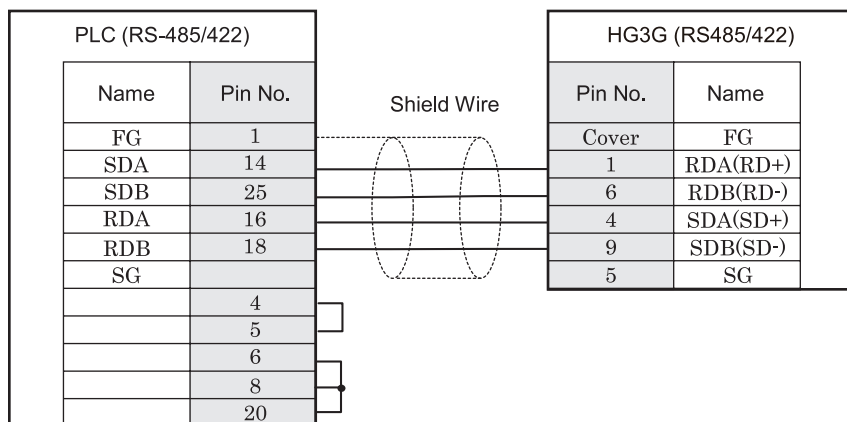 PLC (RS-485/422)
HG3G (RS485/422)
Name Pin No.
Shield Wire
Pin No. Name
FG 1
Cover FG
SDA 14
1 RDA(RD+)
SDB 25
6 RDB(RD-)
RDA 16
4 SDA(SD+)
RDB 18
9 SDB(SD-)
SG
5 SG
4
5
6
8
20